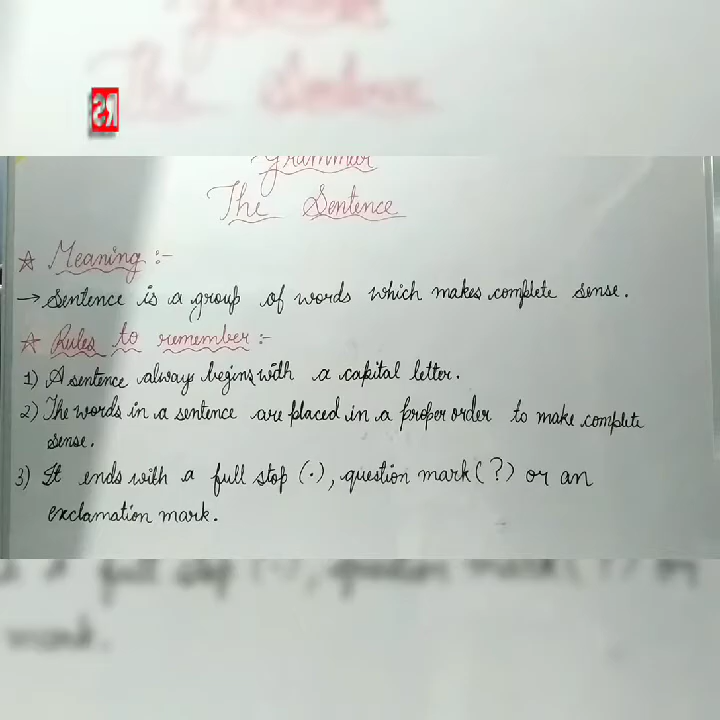 Grammar
The Sentence
☆ Meaning :-
→ Sentence is a group of words which makes complete sense.
☆ Rules to remember :-
1) A sentence always begins with a capital letter.
2) The words in a sentence are placed in a proper order to make complete
sense.
3) It ends with a full stop (.), question mark (?) or an
exclamation mark.